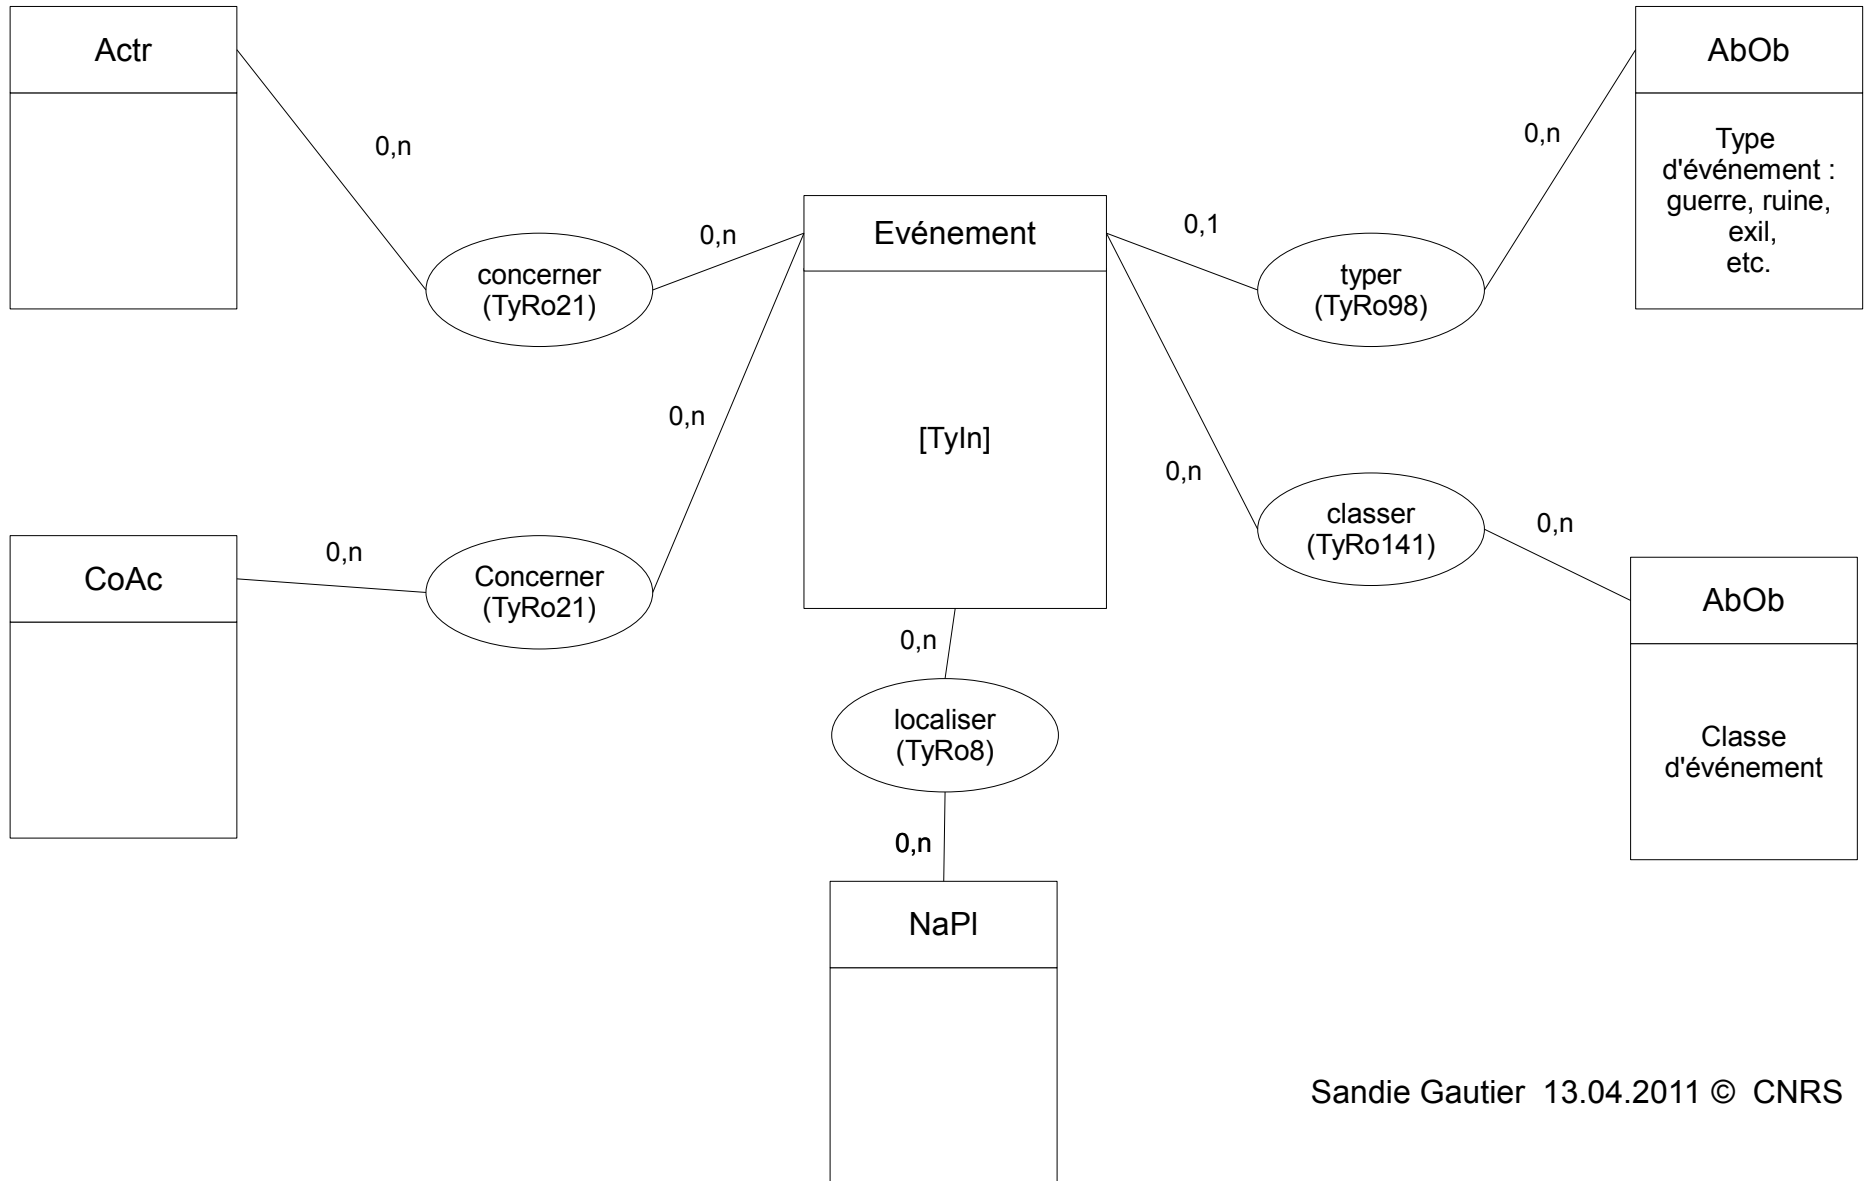 Actr
AbOb
Type
d'événement :
guerre, ruine,
exil,
etc.
0,n
0,n
0,n
Evénement
0,1
concerner
(TyRo21)
typer
(TyRo98)
0,n
[TyIn]
0,n
classer
(TyRo141)
0,n
0,n
CoAc
Concerner
(TyRo21)
AbOb
0,n
localiser
(TyRo8)
Classe
d'événement
0,n
NaPl
Sandie Gautier 13.04.2011 © CNRS